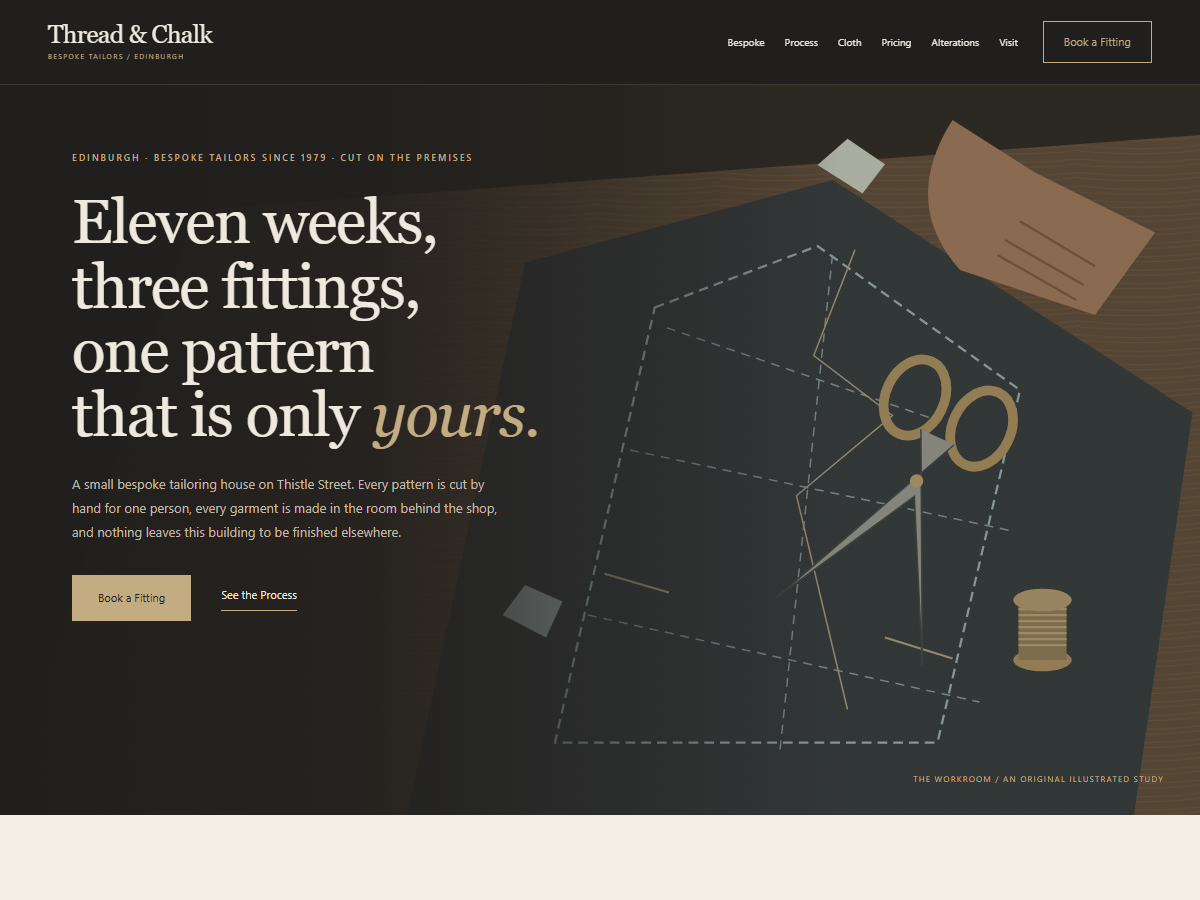 Thread & Chalk
BESPOKE TAILORS / EDINBURGH
Bespoke Process Cloth Pricing Alterations Visit Book a Fitting
EDINBURGH · BESPOKE TAILORS SINCE 1979 · CUT ON THE PREMISES
Eleven weeks,
three fittings,
one pattern
that is only yours.
A small bespoke tailoring house on Thistle Street. Every pattern is cut by
hand for one person, every garment is made in the room behind the shop,
and nothing leaves this building to be finished elsewhere.
Book a Fitting See the Process
THE WORKROOM / AN ORIGINAL ILLUSTRATED STUDY